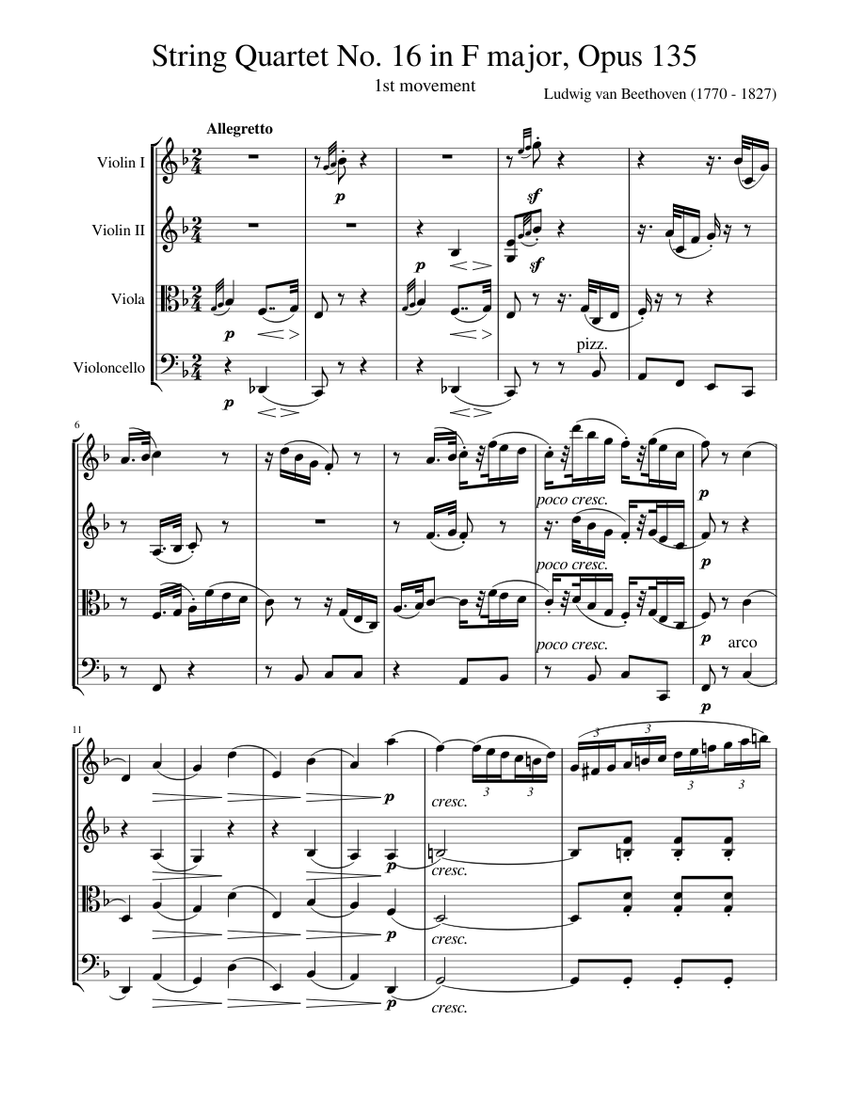 String Quartet No. 16 in F major, Opus 135
1st movement
Ludwig van Beethoven (1770 - 1827)
Allegretto
Violin I
p
sf
Violin II
p
sf
Viola
p
pizz.
Violoncello
p
6
poco cresc.
p
poco cresc.
p
poco cresc.
p
arco
p
11
p
cresc.
3
3
3
3
3
3
p
cresc.
p
cresc.
p
cresc.